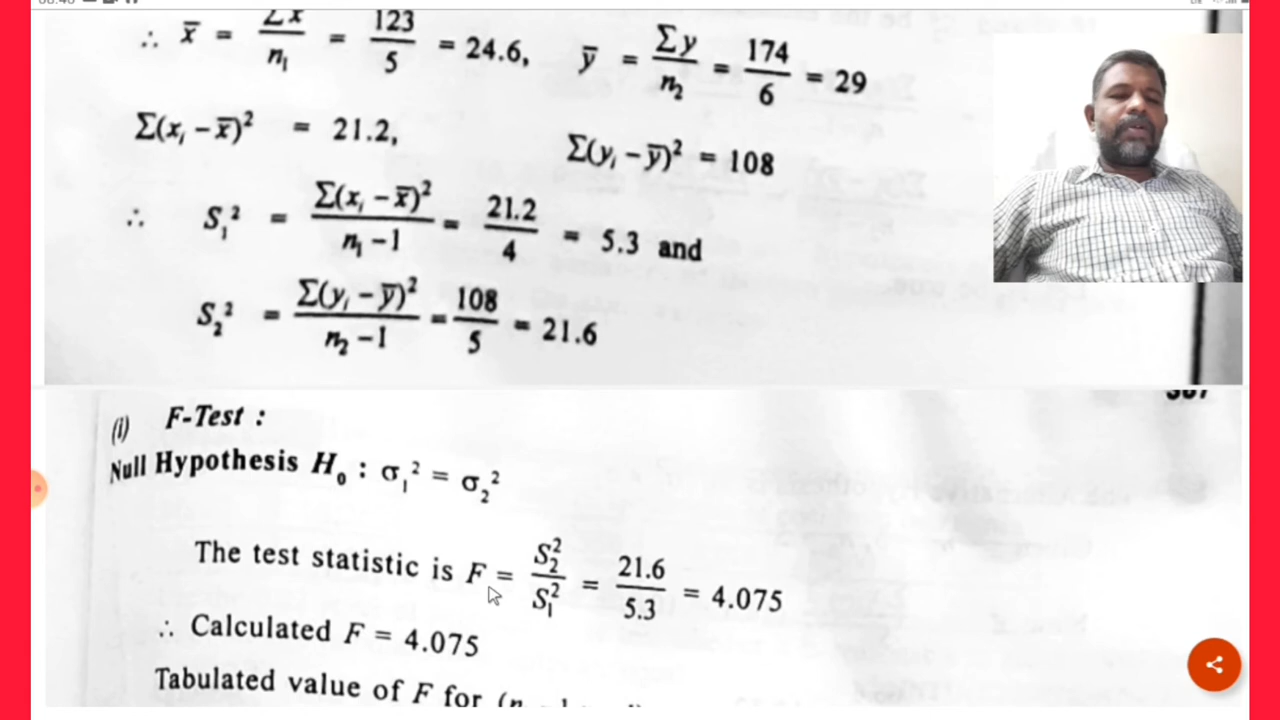 ∴ x̄ = Σx / n₁ = 123 / 5 = 24.6, ȳ = Σy / n₂ = 174 / 6 = 29
Σ(xᵢ − x̄)² = 21.2, Σ(yᵢ − ȳ)² = 108
∴ S₁² = Σ(xᵢ − x̄)² / n₁ − 1 = 21.2 / 4 = 5.3 and
S₂² = Σ(yᵢ − ȳ)² / n₂ − 1 = 108 / 5 = 21.6
(i) F-Test :
Null Hypothesis H₀ : σ₁² = σ₂²
The test statistic is F = S₂² / S₁² = 21.6 / 5.3 = 4.075
∴ Calculated F = 4.075
Tabulated value of F for